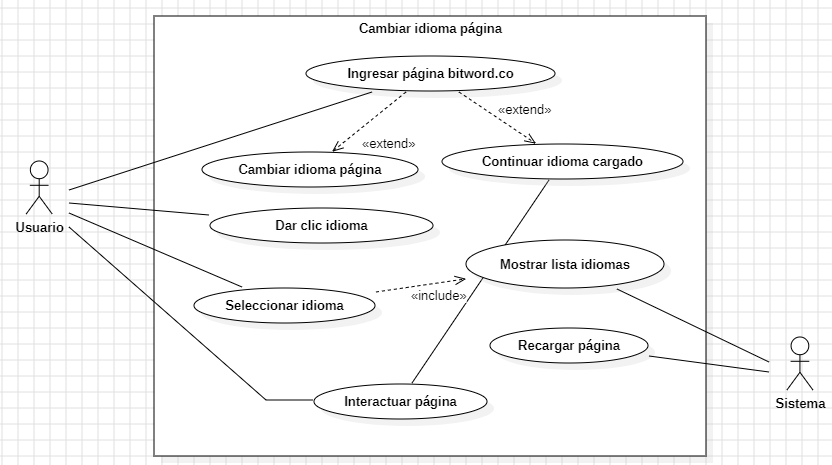 Cambiar idioma página
Ingresar página bitword.co
«extend»
«extend»
Cambiar idioma página
Continuar idioma cargado
Usuario
Dar clic idioma
Mostrar lista idiomas
Seleccionar idioma
«include»
Recargar página
Interactuar página
Sistema